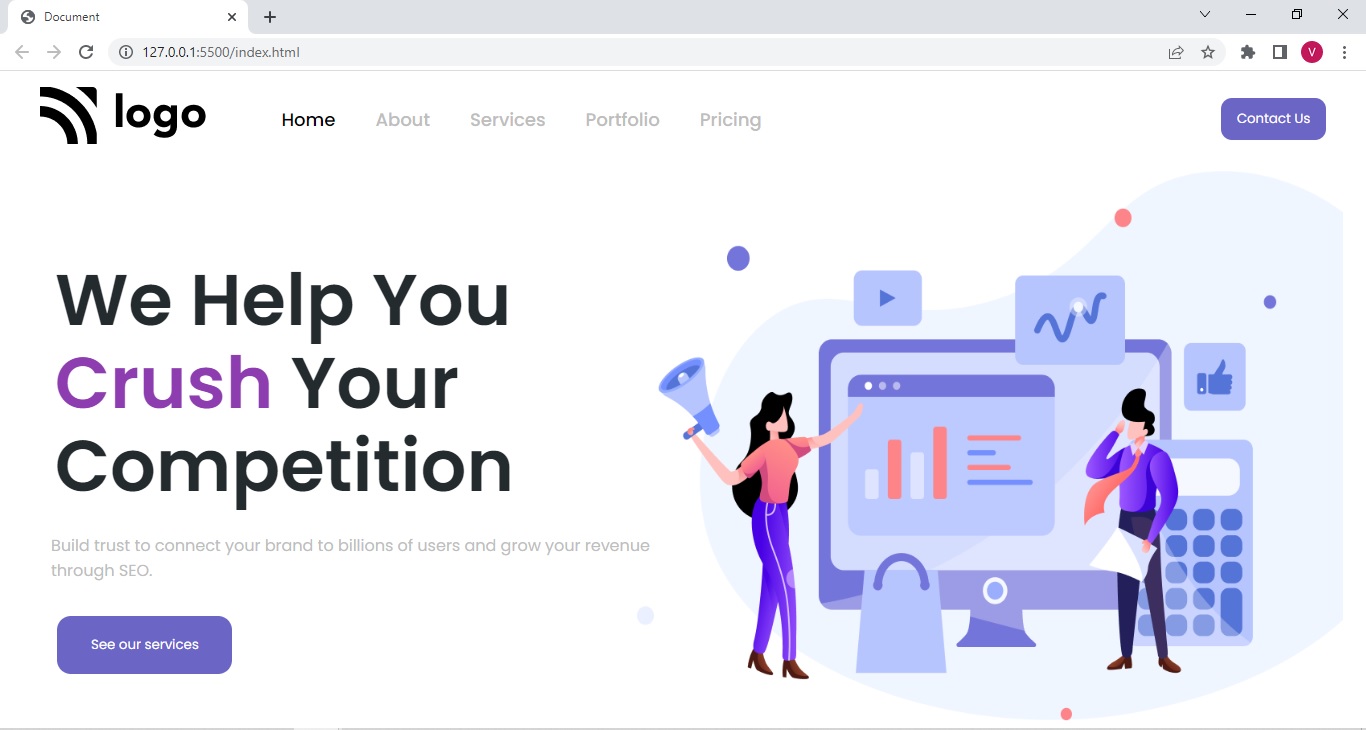 Document
127.0.0.1:5500/index.html
V
logo
Home About Services Portfolio Pricing
Contact Us
We Help You
Crush Your
Competition
Build trust to connect your brand to billions of users and grow your revenue
through SEO.
See our services